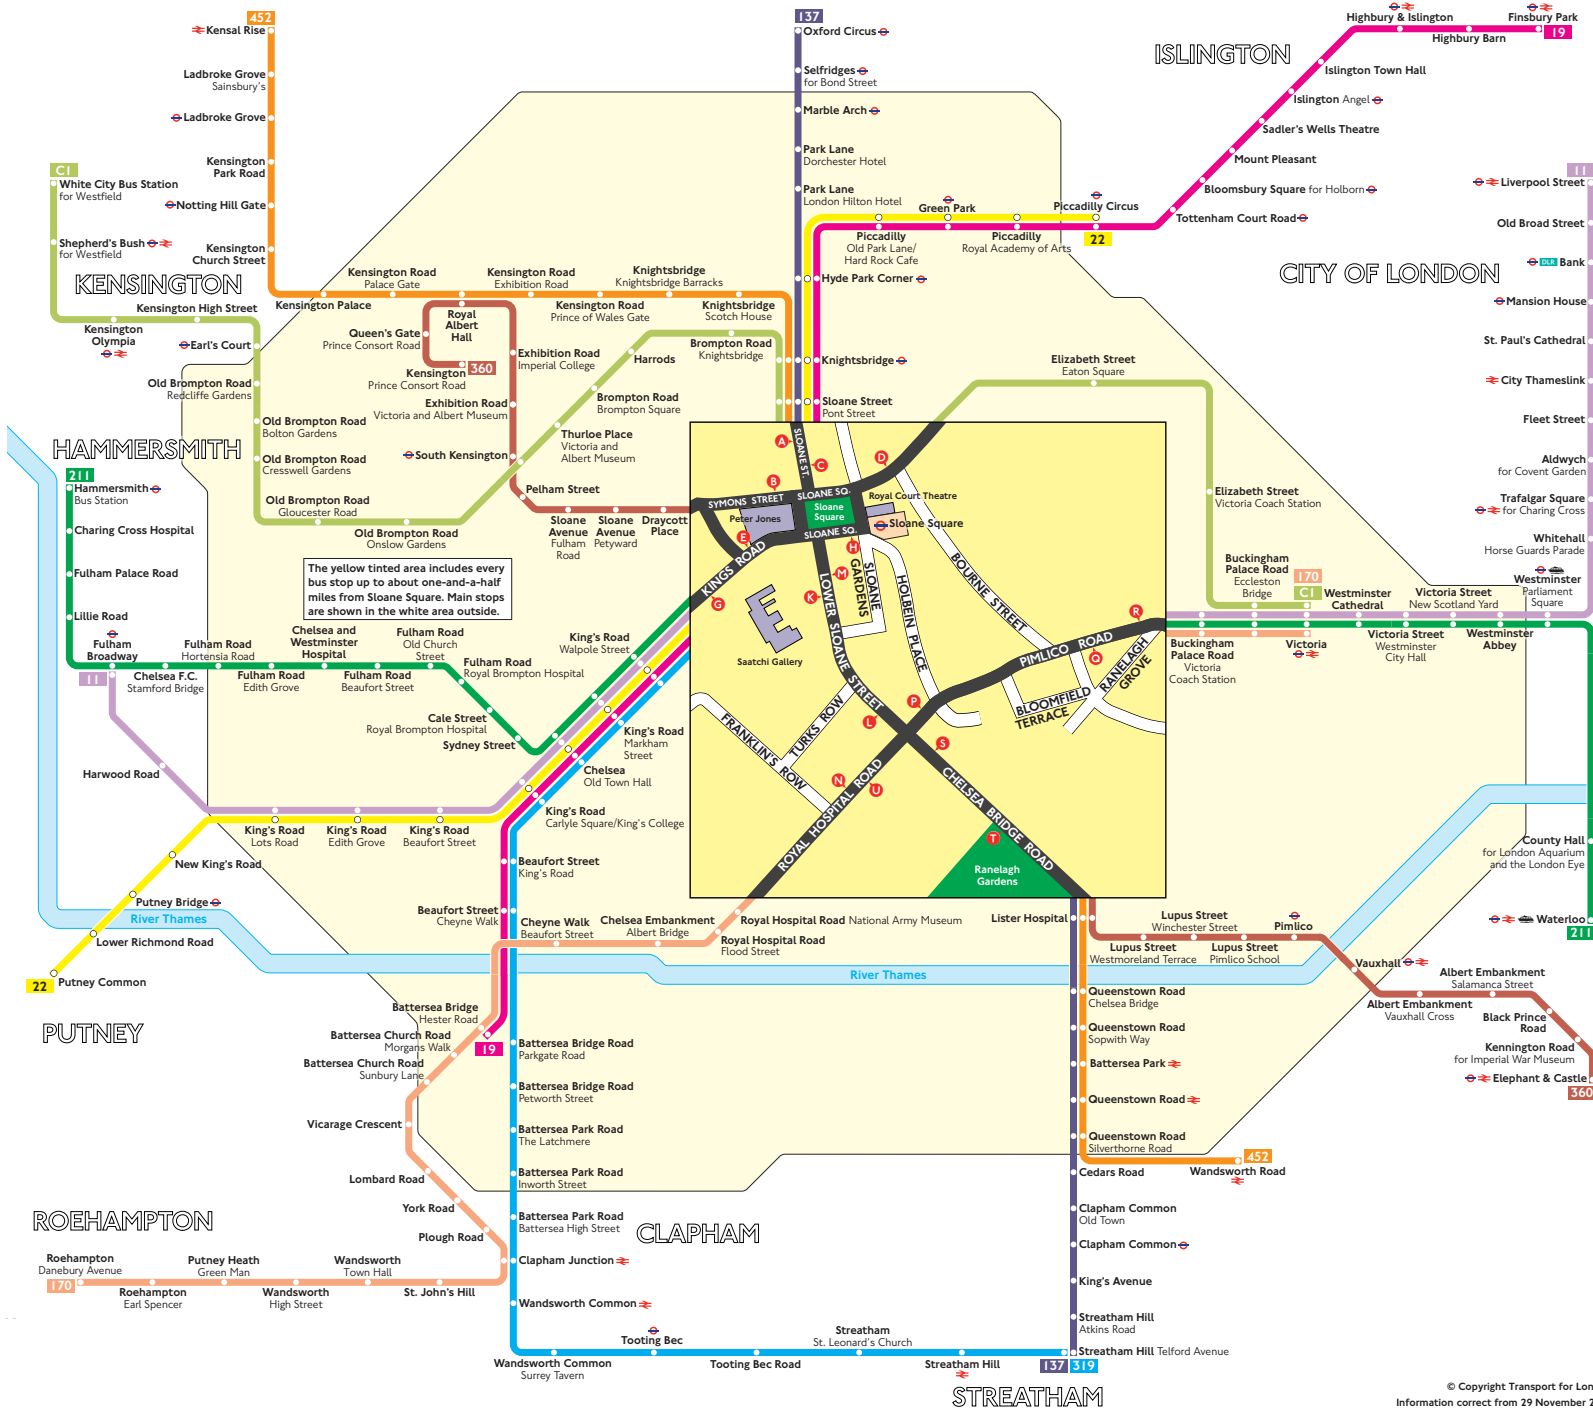 452
Kensal Rise
Ladbroke Grove
Sainsbury's
Ladbroke Grove
Kensington
Park Road
Notting Hill Gate
Kensington
Church Street
137
Oxford Circus
Selfridges
for Bond Street
Marble Arch
Park Lane
Dorchester Hotel
Park Lane
London Hilton Hotel
ISLINGTON
Highbury & Islington
Finsbury Park
19
Highbury Barn
Islington Town Hall
Islington Angel
Sadler's Wells Theatre
Mount Pleasant
Bloomsbury Square for Holborn
Tottenham Court Road
Green Park
Piccadilly Circus
22
Piccadilly
Old Park Lane/
Hard Rock Cafe
Piccadilly
Royal Academy of Arts
Hyde Park Corner
Knightsbridge
Sloane Street
Pont Street
C1
White City Bus Station
for Westfield
Shepherd's Bush
for Westfield
KENSINGTON
Kensington High Street
Kensington
Olympia
Earl's Court
Old Brompton Road
Redcliffe Gardens
Old Brompton Road
Bolton Gardens
Old Brompton Road
Cresswell Gardens
Old Brompton Road
Gloucester Road
Old Brompton Road
Onslow Gardens
Kensington Palace
Kensington Road
Palace Gate
Kensington Road
Exhibition Road
Kensington Road
Prince of Wales Gate
Knightsbridge
Knightsbridge Barracks
Knightsbridge
Scotch House
Royal
Albert
Hall
Queen's Gate
Prince Consort Road
Kensington
Prince Consort Road
360
Exhibition Road
Imperial College
Exhibition Road
Victoria and Albert Museum
South Kensington
Pelham Street
Sloane
Avenue
Fulham
Road
Sloane
Avenue
Petyward
Draycott
Place
Harrods
Brompton Road
Knightsbridge
Brompton Road
Brompton Square
Thurloe Place
Victoria and
Albert Museum
Elizabeth Street
Eaton Square
Elizabeth Street
Victoria Coach Station
Buckingham
Palace Road
Eccleston
Bridge
170
C1
CITY OF LONDON
11
Liverpool Street
Old Broad Street
DLR Bank
Mansion House
St. Paul's Cathedral
City Thameslink
Fleet Street
Aldwych
for Covent Garden
Trafalgar Square
for Charing Cross
Whitehall
Horse Guards Parade
Westminster
Parliament
Square
Westminster
Cathedral
Victoria Street
New Scotland Yard
Buckingham
Palace Road
Victoria
Coach Station
Victoria
Victoria Street
Westminster
City Hall
Westminster
Abbey
County Hall
for London Aquarium
and the London Eye
Waterloo
211
HAMMERSMITH
211
Hammersmith
Bus Station
Charing Cross Hospital
Fulham Palace Road
Lillie Road
Fulham
Broadway
11
Chelsea F.C.
Stamford Bridge
Fulham Road
Hortensia Road
Fulham Road
Edith Grove
Chelsea and
Westminster
Hospital
Fulham Road
Beaufort Street
Fulham Road
Old Church
Street
Fulham Road
Royal Brompton Hospital
Cale Street
Royal Brompton Hospital
Sydney Street
Harwood Road
The yellow tinted area includes every
bus stop up to about one-and-a-half
miles from Sloane Square. Main stops
are shown in the white area outside.
King's Road
Walpole Street
King's Road
Markham
Street
Chelsea
Old Town Hall
King's Road
Carlyle Square/King's College
King's Road
Lots Road
King's Road
Edith Grove
King's Road
Beaufort Street
New King's Road
Putney Bridge
River Thames
Lower Richmond Road
22
Putney Common
PUTNEY
A
B
C
D
E
G
H
K
L
M
N
P
Q
R
S
T
U
SLOANE ST.
SYMONS STREET
SLOANE SQ.
Royal Court Theatre
Peter Jones
Sloane
Square
Sloane Square
SLOANE SQ.
KINGS ROAD
LOWER SLOANE STREET
SLOANE
GARDENS
HOLBEIN PLACE
BOURNE STREET
Saatchi Gallery
PIMLICO ROAD
RANELAGH
GROVE
BLOOMFIELD
TERRACE
FRANKLIN'S ROW
TURKS ROW
ROYAL HOSPITAL ROAD
CHELSEA BRIDGE ROAD
Ranelagh
Gardens
Beaufort Street
King's Road
Beaufort Street
Cheyne Walk
Cheyne Walk
Beaufort Street
Chelsea Embankment
Albert Bridge
Royal Hospital Road National Army Museum
Royal Hospital Road
Flood Street
River Thames
Lister Hospital
Lupus Street
Westmoreland Terrace
Lupus Street
Winchester Street
Lupus Street
Pimlico School
Pimlico
Vauxhall
Albert Embankment
Vauxhall Cross
Albert Embankment
Salamanca Street
Black Prince
Road
Kennington Road
for Imperial War Museum
Elephant & Castle
360
Battersea Bridge
Hester Road
Battersea Church Road
Morgans Walk
19
Battersea Church Road
Sunbury Lane
Vicarage Crescent
Lombard Road
York Road
Plough Road
Battersea Bridge Road
Parkgate Road
Battersea Bridge Road
Petworth Street
Battersea Park Road
The Latchmere
Battersea Park Road
Inworth Street
Battersea Park Road
Battersea High Street
Clapham Junction
Wandsworth Common
CLAPHAM
Queenstown Road
Chelsea Bridge
Queenstown Road
Sopwith Way
Battersea Park
Queenstown Road
Queenstown Road
Silverthorne Road
452
Wandsworth Road
Cedars Road
Clapham Common
Old Town
Clapham Common
King's Avenue
Streatham Hill
Atkins Road
Streatham Hill Telford Avenue
137
319
ROEHAMPTON
Roehampton
Danebury Avenue
170
Roehampton
Earl Spencer
Putney Heath
Green Man
Wandsworth
High Street
Wandsworth
Town Hall
St. John's Hill
Wandsworth Common
Surrey Tavern
Tooting Bec
Tooting Bec Road
Streatham
St. Leonard's Church
Streatham Hill
STREATHAM
© Copyright Transport for Lon
Information correct from 29 November 2